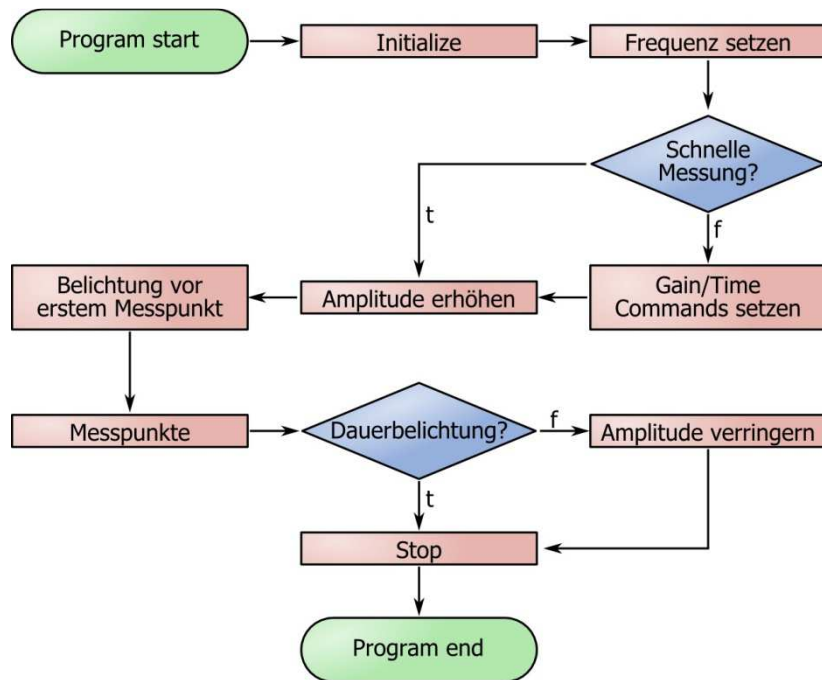 Program start
Initialize
Frequenz setzen
Schnelle
Messung?
t
f
Belichtung vor
erstem Messpunkt
Amplitude erhöhen
Gain/Time
Commands setzen
Messpunkte
Dauerbelichtung?
f
Amplitude verringern
t
Stop
Program end